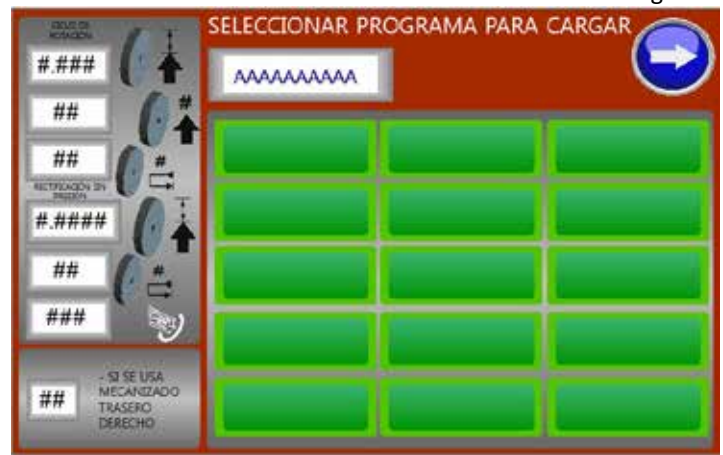 CICLO DE
ROTACIÓN
#.###
##
##
RECTIFICACIÓN SIN
PRESIÓN
#.####
##
###
##
- SI SE USA
MECANIZADO
TRASERO
DERECHO
SELECCIONAR PROGRAMA PARA CARGAR
AAAAAAAAAA
#
#
#